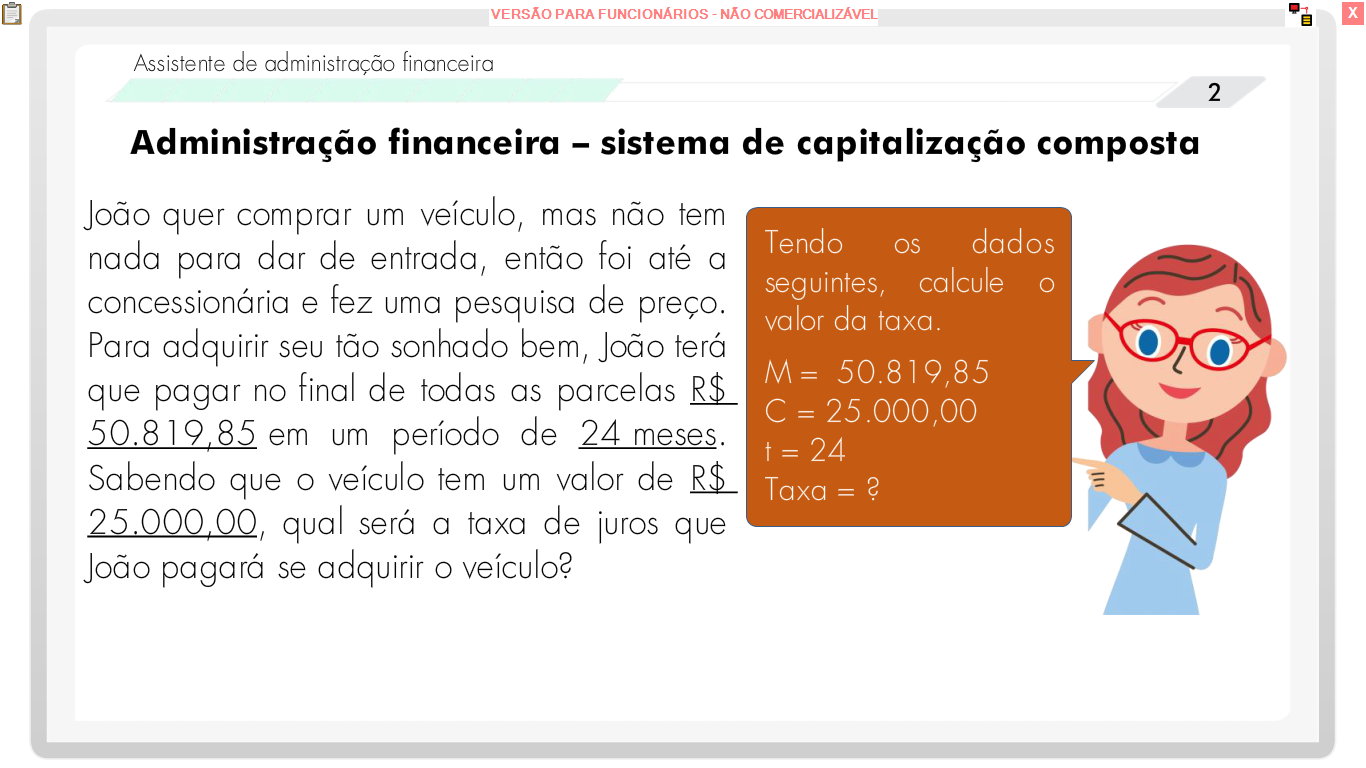 VERSÃO PARA FUNCIONÁRIOS - NÃO COMERCIALIZÁVEL
X
Assistente de administração financeira
2
Administração financeira – sistema de capitalização composta
João quer comprar um veículo, mas não tem
nada para dar de entrada, então foi até a
concessionária e fez uma pesquisa de preço.
Para adquirir seu tão sonhado bem, João terá
que pagar no final de todas as parcelas R$
50.819,85 em um período de 24 meses.
Sabendo que o veículo tem um valor de R$
25.000,00, qual será a taxa de juros que
João pagará se adquirir o veículo?
Tendo os dados
seguintes, calcule o
valor da taxa.
M = 50.819,85
C = 25.000,00
t = 24
Taxa = ?